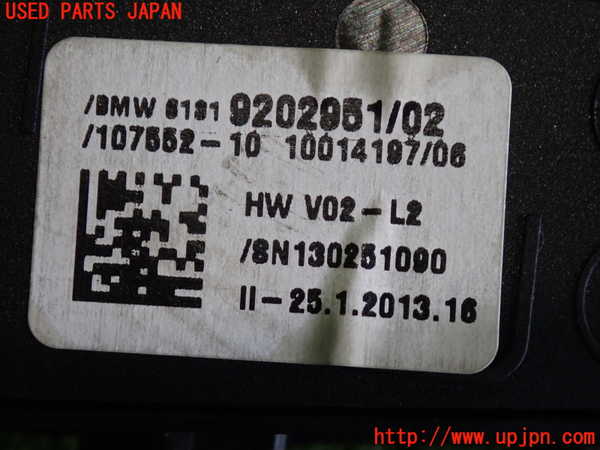 USED PARTS JAPAN
/BMW 6131 9202951/02
/107552-10 10014197/06
HW V02-L2
/SN130251090
II-25.1.2013.16
http://www.upjpn.com/